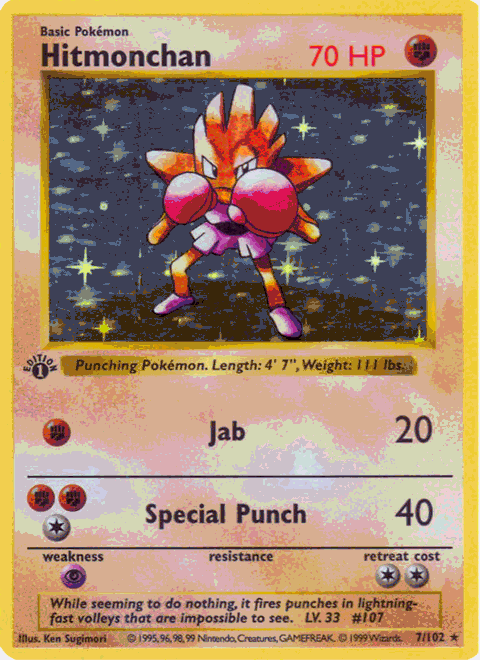 Basic Pokémon
Hitmonchan 70 HP
EDITION
1
Punching Pokémon. Length: 4' 7", Weight: 111 lbs.
Jab 20
Special Punch 40
weakness resistance retreat cost
While seeming to do nothing, it fires punches in lightning-
fast volleys that are impossible to see. LV. 33 #107
Illus. Ken Sugimori ©1995, 96, 98, 99 Nintendo, Creatures, GAMEFREAK. ©1999 Wizards. 7/102 ★